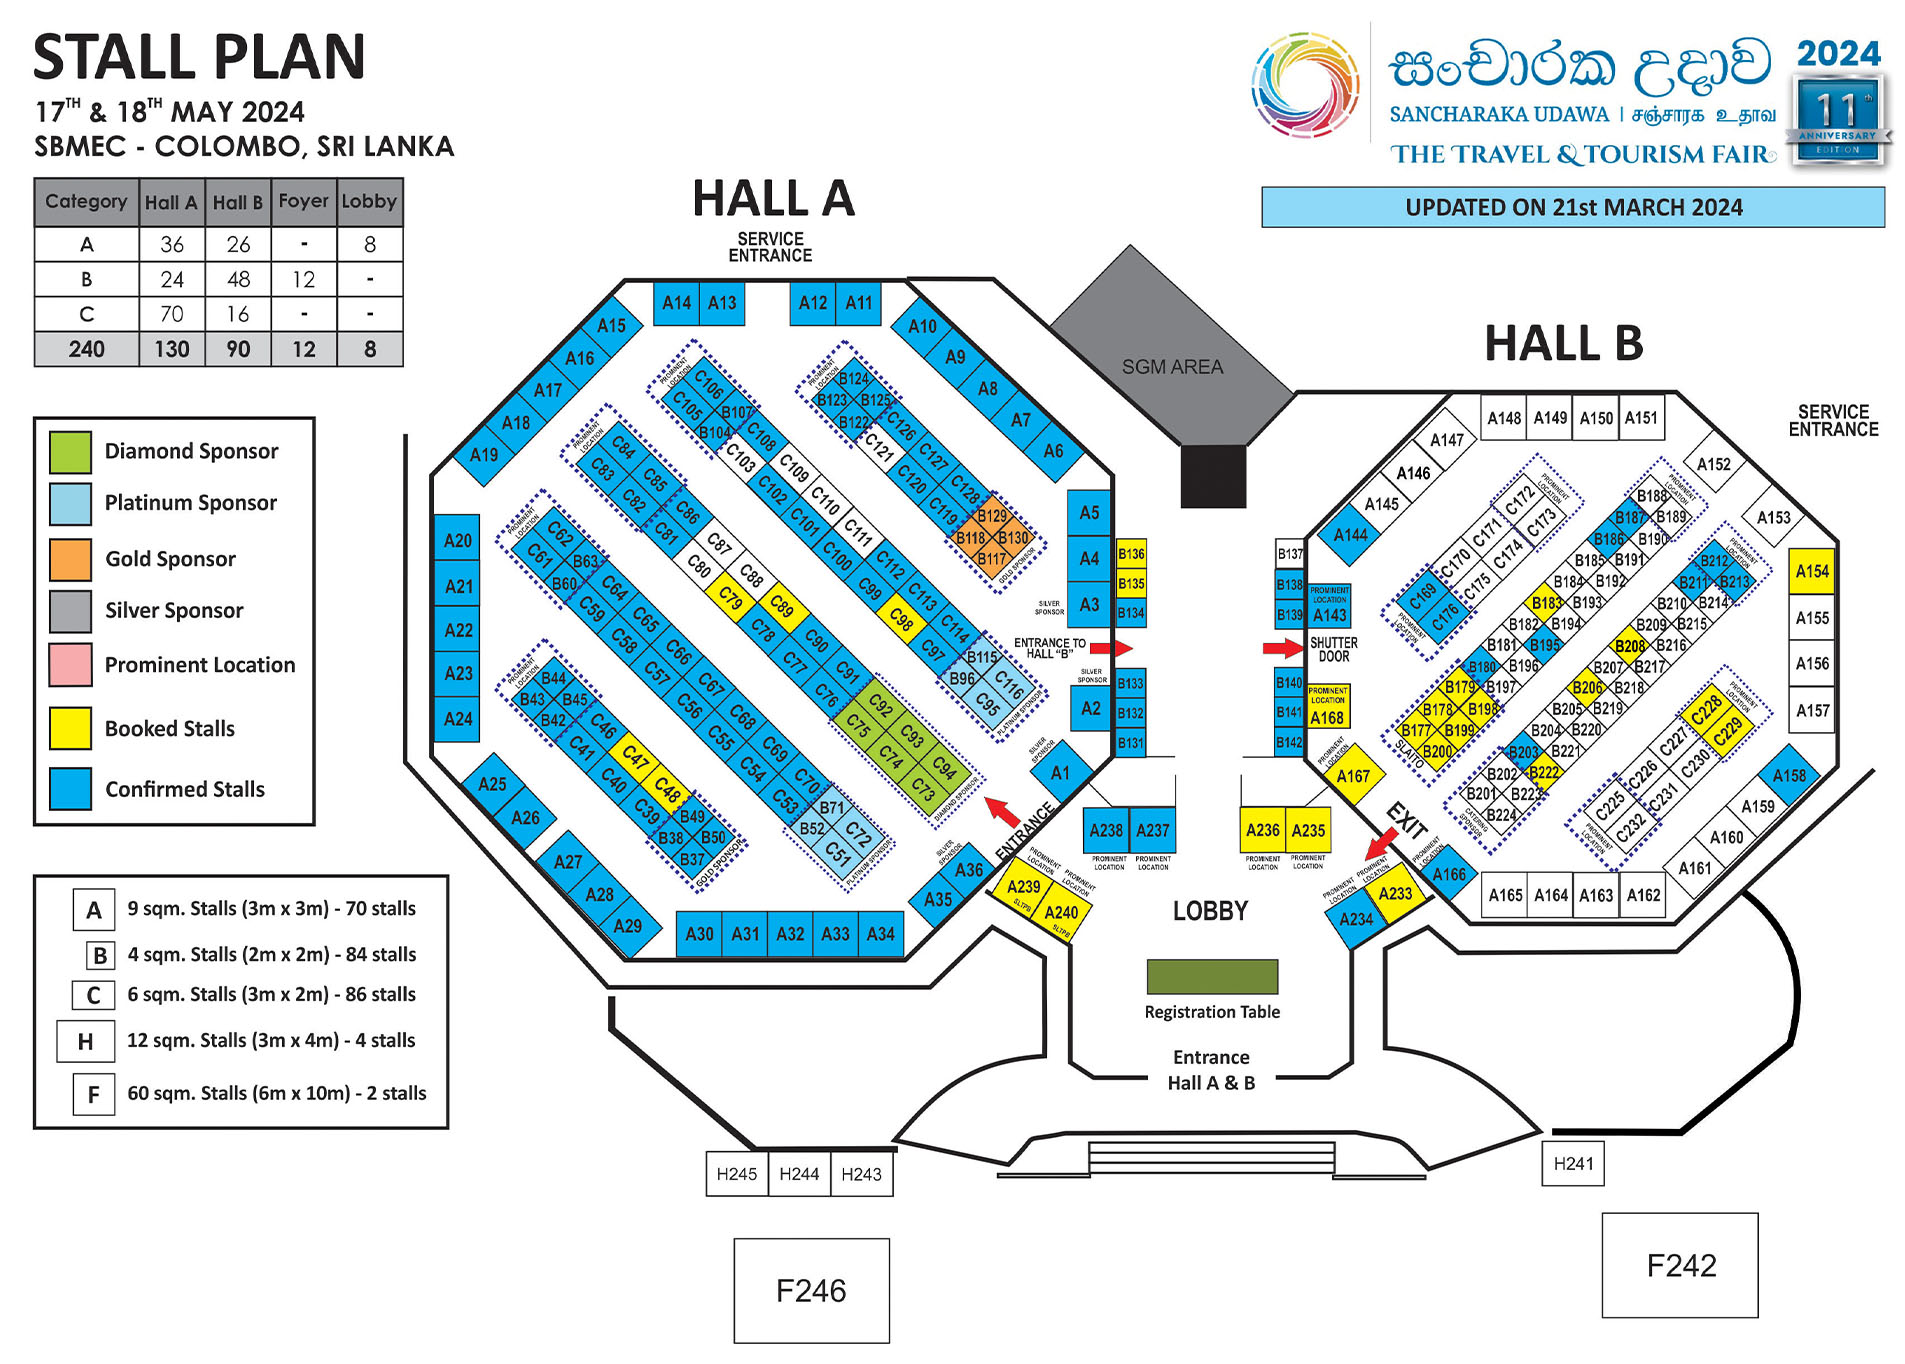 STALL PLAN
17TH & 18TH MAY 2024
SBMEC - COLOMBO, SRI LANKA
සංචාරක උදාව 2024
SANCHARAKA UDAWA | சஞ்சாரக உதாவ
THE TRAVEL & TOURISM FAIR
11th
ANNIVERSARY
EDITION
UPDATED ON 21st MARCH 2024
Category Hall A Hall B Foyer Lobby
A 36 26 - 8
B 24 48 12 -
C 70 16 - -
240 130 90 12 8
Diamond Sponsor
Platinum Sponsor
Gold Sponsor
Silver Sponsor
Prominent Location
Booked Stalls
Confirmed Stalls
A 9 sqm. Stalls (3m x 3m) - 70 stalls
B 4 sqm. Stalls (2m x 2m) - 84 stalls
C 6 sqm. Stalls (3m x 2m) - 86 stalls
H 12 sqm. Stalls (3m x 4m) - 4 stalls
F 60 sqm. Stalls (6m x 10m) - 2 stalls
HALL A
SERVICE
ENTRANCE
A14 A13 A12 A11
A15
A16
A17
A18
A19
A10
A9
A8
A7
A6
A20
A21
A22
A23
A24
A25
A26
A27
A28
A29
A30 A31 A32 A33 A34
A35
A36
SILVER SPONSOR
A5
A4
A3
SILVER SPONSOR
A2
SILVER SPONSOR
A1
SILVER SPONSOR
PROMINENT LOCATION
B124
B123 B125
B122 C126
C121 C127
C120 C128
C119 B129
B118 B130
B117
GOLD SPONSOR
PROMINENT LOCATION
C106
C105 B107
B104 C108
C103 C109
C102 C110
C101 C111
C100 C112
C99 C113
C98 C114
C97 B115
B96 C116
C95
PLATINUM SPONSOR
PROMINENT LOCATION
C84
C83 C85
C82 C86
C81 C87
C80 C88
C79 C89
C78 C90
C77 C91
C76 C92
C75 C93
C74 C94
C73
DIAMOND SPONSOR
PROMINENT LOCATION
C62
C61 B63
B60 C64
C59 C65
C58 C66
C57 C67
C56 C68
C55 C69
C54 C70
C53 B71
B52 C72
C51
PLATINUM SPONSOR
PROMINENT LOCATION
B44
B43 B45
B42 C46
C41 C47
C40 C48
C39 B49
B38 B50
B37
GOLD SPONSOR
ENTRANCE TO
HALL "B"
ENTRANCE
SGM AREA
B136
B135
B134
B133
B132
B131
B137
B138
B139
B140
B141
B142
PROMINENT
LOCATION
A143
SHUTTER
DOOR
PROMINENT
LOCATION
A168
PROMINENT LOCATION
A167
HALL B
SERVICE
ENTRANCE
A144
A145
A146
A147
A148 A149 A150 A151
A152
A153
A154
A155
A156
A157
A158
A159
A160
A161
A165 A164 A163 A162
PROMINENT LOCATION
A166
EXIT
PROMINENT LOCATION
C172
C171 C173
C170 C174
C169 C175
C176
PROMINENT LOCATION
PROMINENT LOCATION
B188
B187 B189
B186 B190
B185 B191
B184 B192
B183 B193
B182 B194
B181 B195
B180 B196
B179 B197
B178 B198
B177 B199
B200
SLAITO
PROMINENT LOCATION
B212
B211 B213
B210 B214
B209 B215
B208 B216
B207 B217
B206 B218
B205 B219
B204 B220
B203 B221
B202 B222
B201 B223
B224
CATERING SPONSOR
PROMINENT LOCATION
C228
C227 C229
C226 C230
C225 C231
C232
PROMINENT LOCATION
A238 A237
PROMINENT LOCATION PROMINENT LOCATION
A236 A235
PROMINENT LOCATION PROMINENT LOCATION
PROMINENT LOCATION PROMINENT LOCATION
A239 SLTPB
A240 SLTPB
PROMINENT LOCATION PROMINENT LOCATION
A234 A233
LOBBY
Registration Table
Entrance
Hall A & B
H245 H244 H243
H241
F246
F242